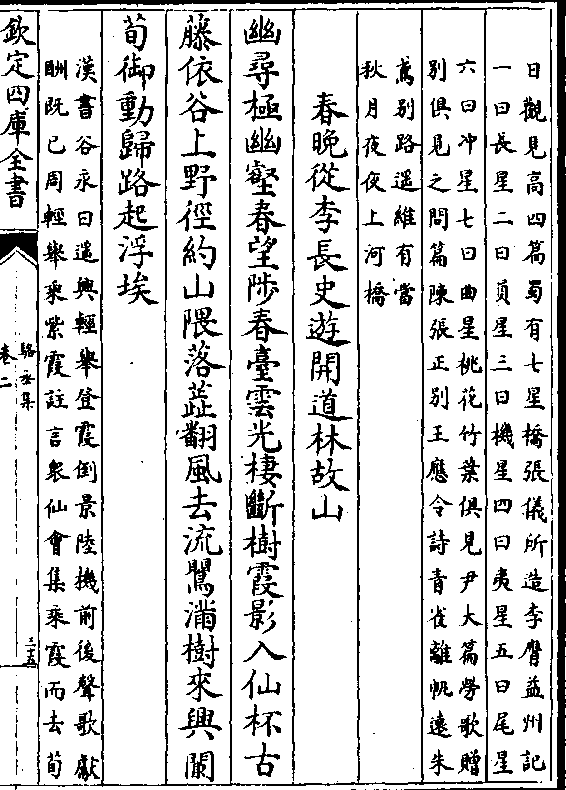 日觀見高四篇蜀有七星橋張儀所造李膺益州記
一曰長星二曰員星三曰機星四曰夷星五曰尾星
六曰冲星七曰曲星桃花竹葉俱見尹大篇勞歌贈
別俱見之問篇陳張正別王應令詩青雀離帆遠朱
鳶別路遥維有當
秋月夜夜上河橋
春晚從李長史遊開道林故山
幽尋極幽壑春望陟春臺雲光棲斷樹霞影入仙杯古
藤依谷上野徑約山隈落蕋翻風去流鶯滿樹來興闌
荀御動歸路起浮埃
漢書谷永曰遥興輕舉登霞倒景陸機前後聲歌獻
酬既已周輕舉乘紫霞註言衆仙會集乘霞而去荀
欽定四庫全書
駱丞集
卷二
三五